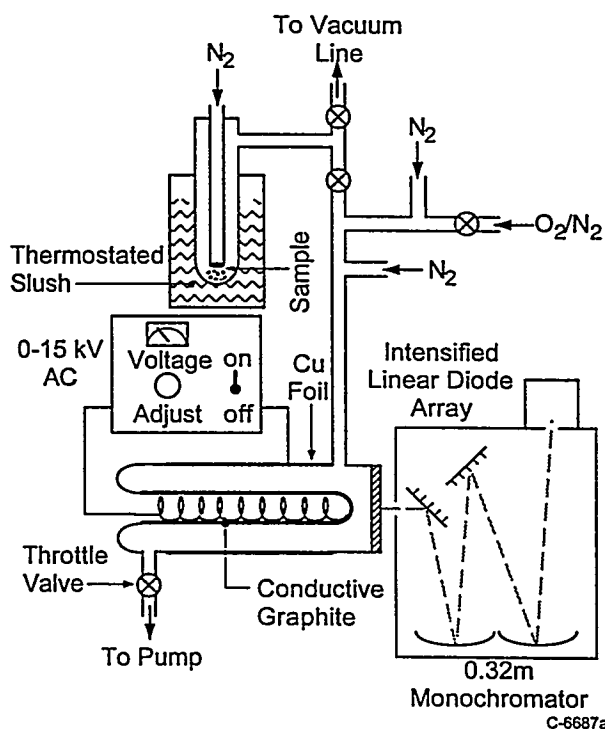 To Vacuum
Line
N2
N2
O2/N2
N2
Thermostated
Slush
Sample
0-15 kV
AC
Voltage
on
Adjust
off
Cu
Foil
Intensified
Linear Diode
Array
Throttle
Valve
Conductive
Graphite
To Pump
0.32m
Monochromator
C-6687a